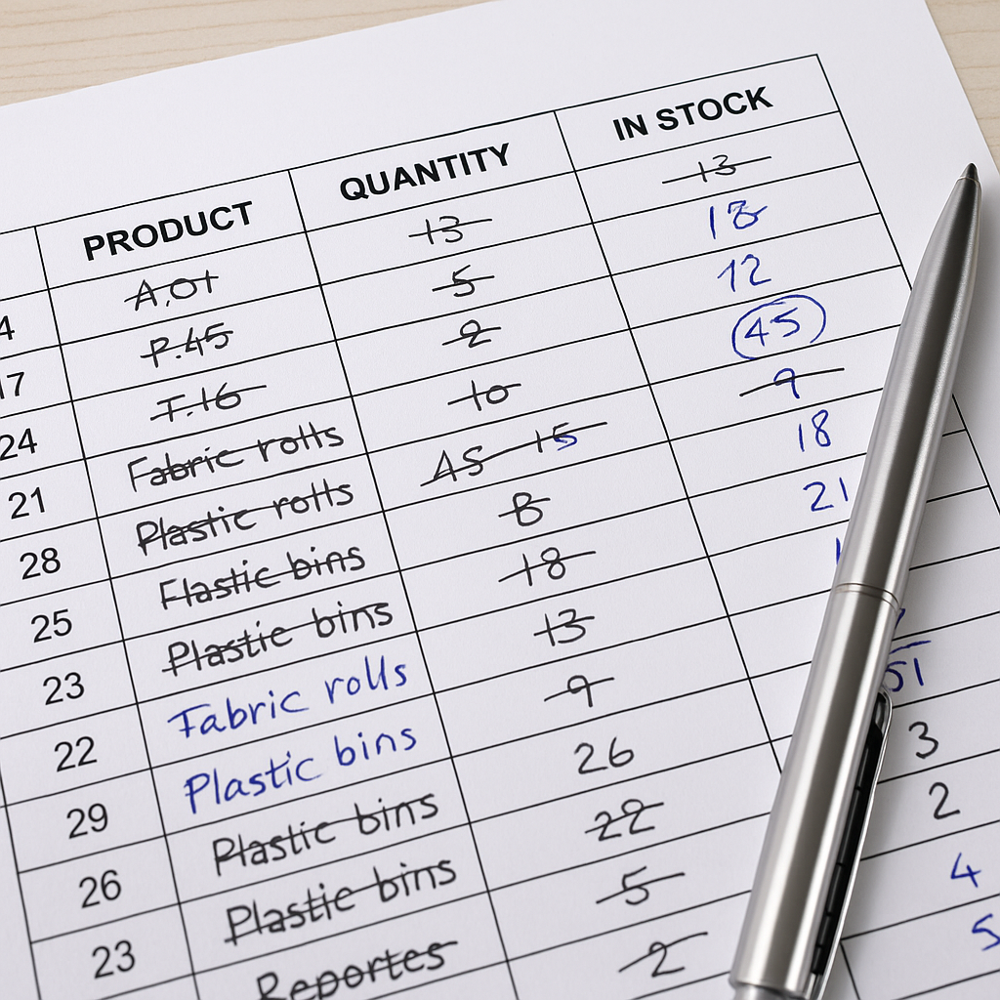 PRODUCT QUANTITY IN STOCK
4 A.01 13 13
17 P.45 5 18
24 T.16 2 12
21 Fabric rolls 10 45
28 Plastic rolls 45 15 9
25 Flastic bins 8 18
23 Plastic bins 18 21
22 Fabric rolls 13
29 Plastic bins 9
26 Plastic bins 26 51
23 Plastic bins 22 3
Reportes 5 2
2 4
5